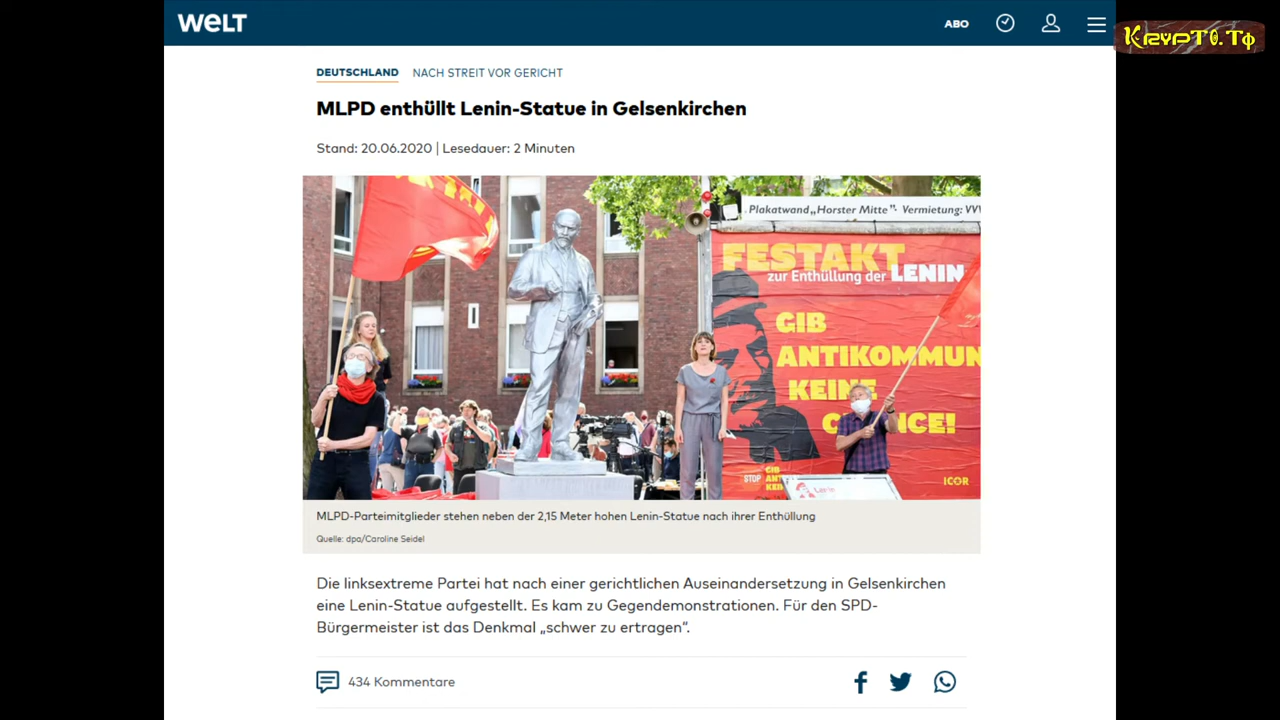 WELT
ABO
KryptΘ.Tφ
DEUTSCHLAND NACH STREIT VOR GERICHT
MLPD enthüllt Lenin-Statue in Gelsenkirchen
Stand: 20.06.2020 | Lesedauer: 2 Minuten
Plakatwand „Horster Mitte" - Vermietung:
FESTAKT
zur Enthüllung der LENIN
GIB
ANTIKOMMUN
KEINE
STOP
GIB
ICOR
Lenin
MLPD-Parteimitglieder stehen neben der 2,15 Meter hohen Lenin-Statue nach ihrer Enthüllung
Quelle: dpa/Caroline Seidel
Die linksextreme Partei hat nach einer gerichtlichen Auseinandersetzung in Gelsenkirchen
eine Lenin-Statue aufgestellt. Es kam zu Gegendemonstrationen. Für den SPD-
Bürgermeister ist das Denkmal „schwer zu ertragen“.
434 Kommentare